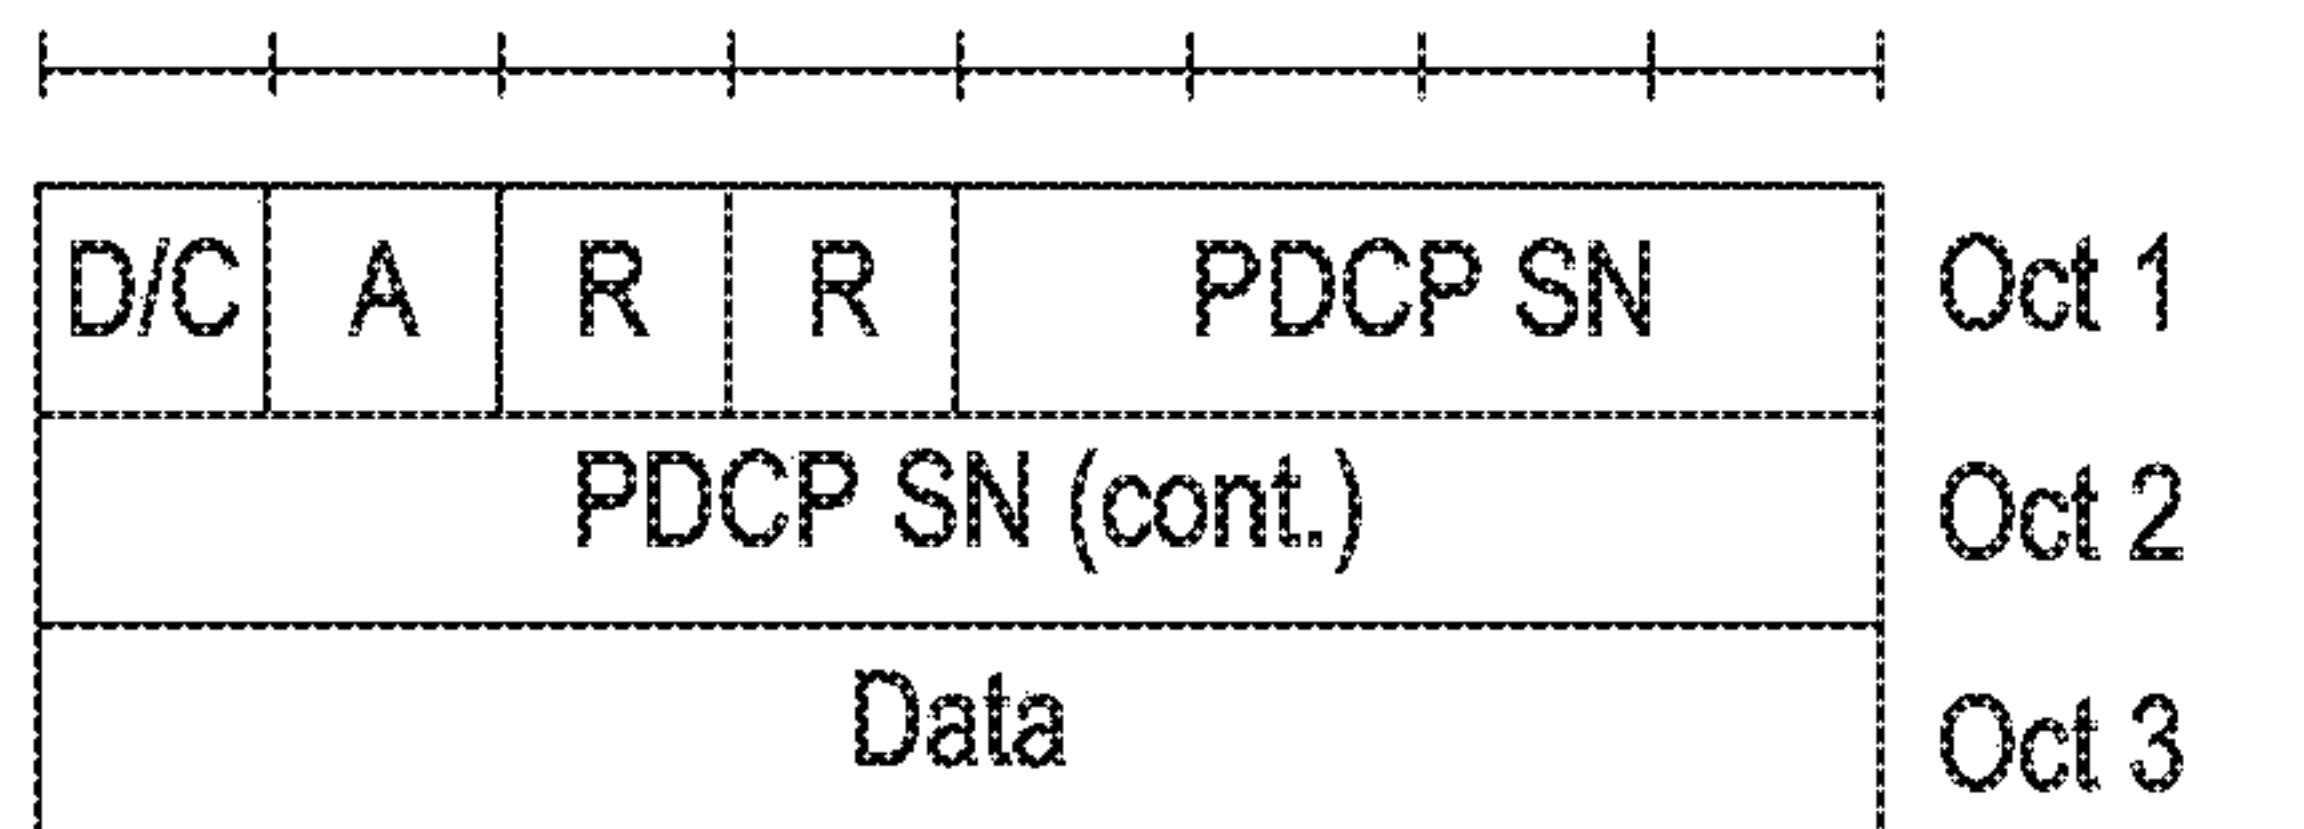 D/C A R R PDCP SN Oct 1
PDCP SN (cont.) Oct 2
Data Oct 3